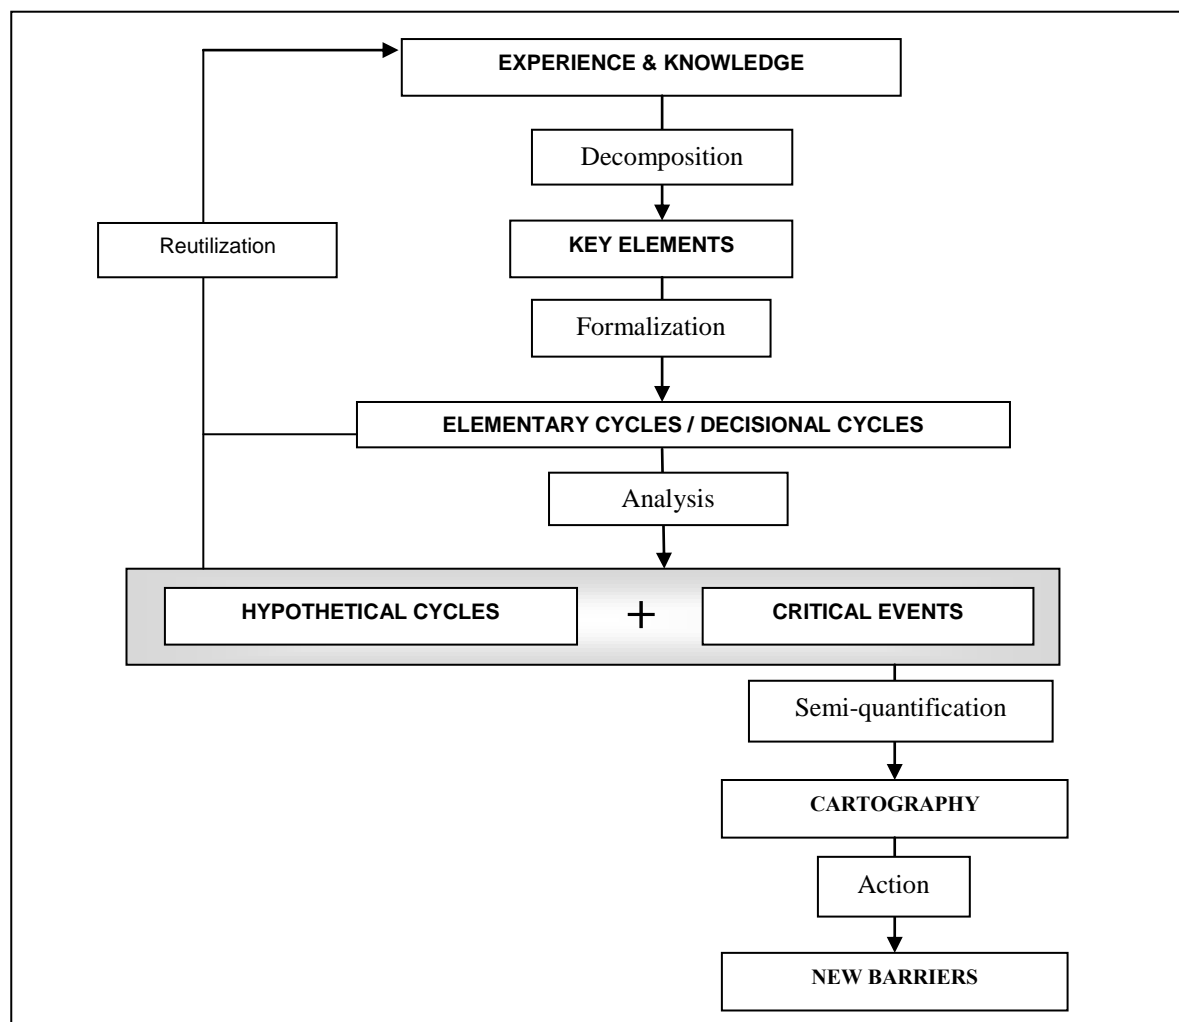 EXPERIENCE & KNOWLEDGE
Decomposition
Reutilization
KEY ELEMENTS
Formalization
ELEMENTARY CYCLES / DECISIONAL CYCLES
Analysis
HYPOTHETICAL CYCLES + CRITICAL EVENTS
Semi-quantification
CARTOGRAPHY
Action
NEW BARRIERS